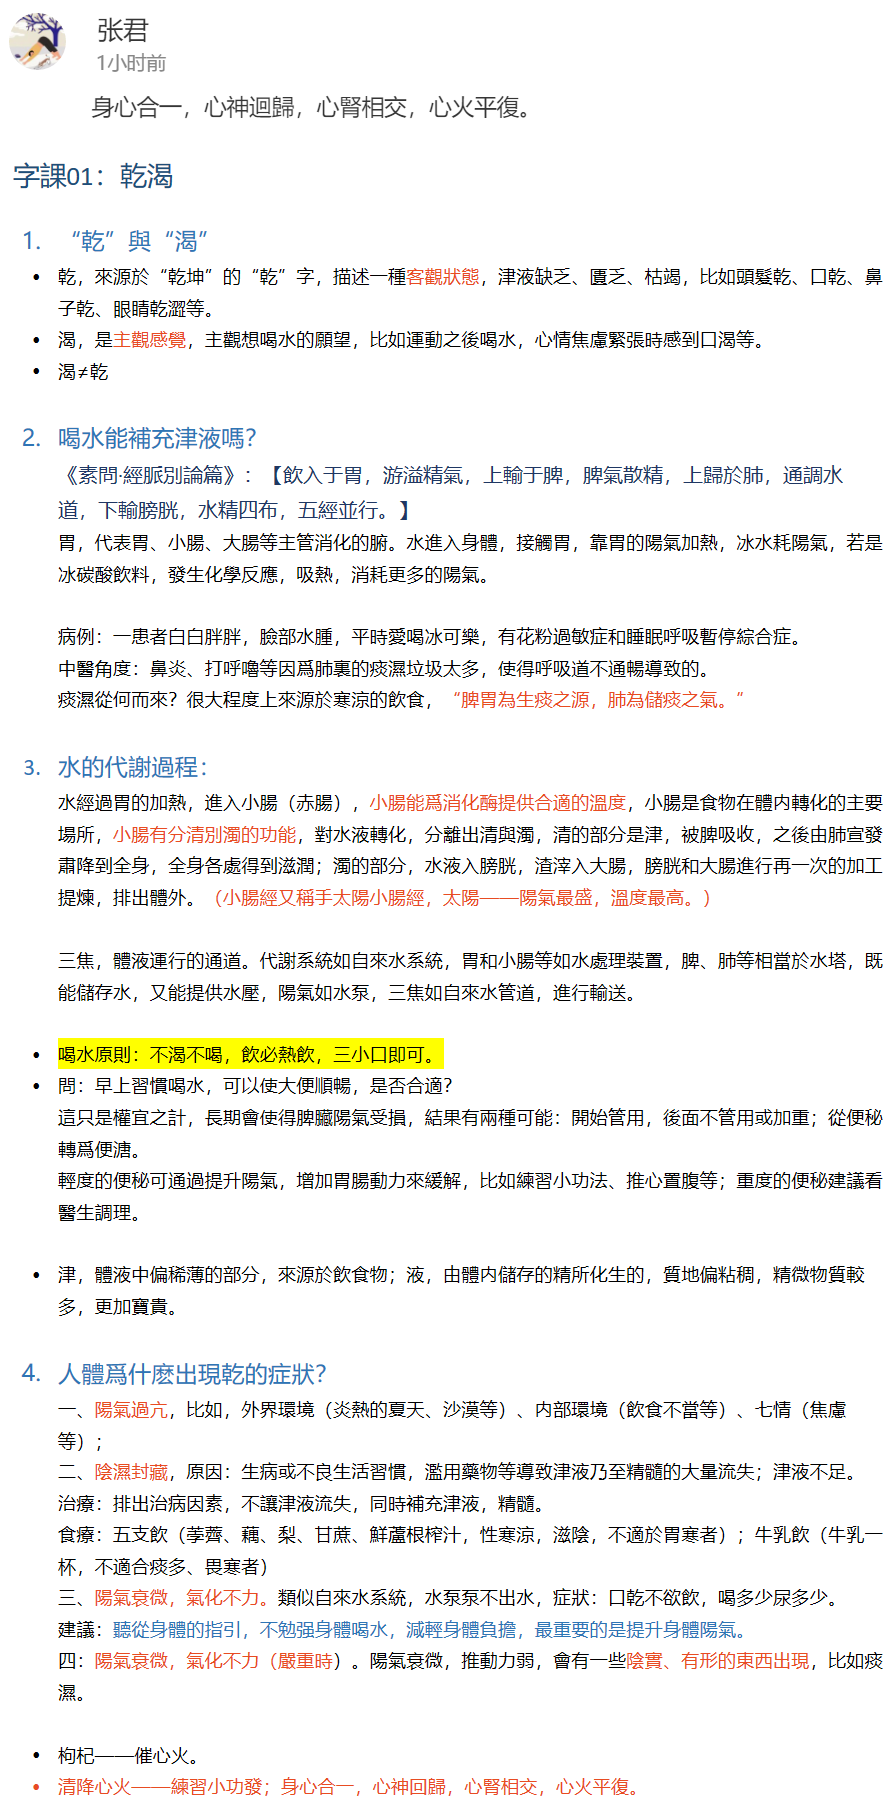 张君
1小时前
身心合一，心神迴歸，心腎相交，心火平復。
字課01：乾渴
1. “乾”與“渴”
• 乾，來源於“乾坤”的“乾”字，描述一種客觀狀態，津液缺乏、匱乏、枯竭，比如頭髮乾、口乾、鼻
子乾、眼睛乾澀等。
• 渴，是主觀感覺，主觀想喝水的願望，比如運動之後喝水，心情焦慮緊張時感到口渴等。
• 渴≠乾
2. 喝水能補充津液嗎？
《素問·經脈別論篇》：【飲入于胃，游溢精氣，上輸于脾，脾氣散精，上歸於肺，通調水
道，下輸膀胱，水精四布，五經並行。】
胃，代表胃、小腸、大腸等主管消化的腑。水進入身體，接觸胃，靠胃的陽氣加熱，冰水耗陽氣，若是
冰碳酸飲料，發生化學反應，吸熱，消耗更多的陽氣。
病例：一患者白白胖胖，臉部水腫，平時愛喝冰可樂，有花粉過敏症和睡眠呼吸暫停綜合症。
中醫角度：鼻炎、打呼嚕等因爲肺裏的痰濕垃圾太多，使得呼吸道不通暢導致的。
痰濕從何而來？很大程度上來源於寒涼的飲食，“脾胃為生痰之源，肺為儲痰之氣。”
3. 水的代謝過程：
水經過胃的加熱，進入小腸（赤腸），小腸能爲消化酶提供合適的溫度，小腸是食物在體内轉化的主要
場所，小腸有分清別濁的功能，對水液轉化，分離出清與濁，清的部分是津，被脾吸收，之後由肺宣發
肅降到全身，全身各處得到滋潤；濁的部分，水液入膀胱，渣滓入大腸，膀胱和大腸進行再一次的加工
提煉，排出體外。（小腸經又稱手太陽小腸經，太陽——陽氣最盛，溫度最高。）
三焦，體液運行的通道。代謝系統如自來水系統，胃和小腸等如水處理裝置，脾、肺等相當於水塔，既
能儲存水，又能提供水壓，陽氣如水泵，三焦如自來水管道，進行輸送。
• 喝水原則：不渴不喝，飲必熱飲，三小口即可。
• 問：早上習慣喝水，可以使大便順暢，是否合適？
這只是權宜之計，長期會使得脾臟陽氣受損，結果有兩種可能：開始管用，後面不管用或加重；從便秘
轉爲便溏。
輕度的便秘可通過提升陽氣，增加胃腸動力來緩解，比如練習小功法、推心置腹等；重度的便秘建議看
醫生調理。
• 津，體液中偏稀薄的部分，來源於飲食物；液，由體内儲存的精所化生的，質地偏粘稠，精微物質較
多，更加寶貴。
4. 人體爲什麽出現乾的症狀？
一、陽氣過亢，比如，外界環境（炎熱的夏天、沙漠等）、内部環境（飲食不當等）、七情（焦慮
等）；
二、陰濕封藏，原因：生病或不良生活習慣，濫用藥物等導致津液乃至精髓的大量流失；津液不足。
治療：排出治病因素，不讓津液流失，同時補充津液，精髓。
食療：五支飲（荸薺、藕、梨、甘蔗、鮮蘆根榨汁，性寒涼，滋陰，不適於胃寒者）；牛乳飲（牛乳一
杯，不適合痰多、畏寒者）
三、陽氣衰微，氣化不力。類似自來水系統，水泵泵不出水，症狀：口乾不欲飲，喝多少尿多少。
建議：聽從身體的指引，不勉强身體喝水，減輕身體負擔，最重要的是提升身體陽氣。
四：陽氣衰微，氣化不力（嚴重時）。陽氣衰微，推動力弱，會有一些陰實、有形的東西出現，比如痰
濕。
• 枸杞——催心火。
• 清降心火——練習小功發；身心合一，心神回歸，心腎相交，心火平復。